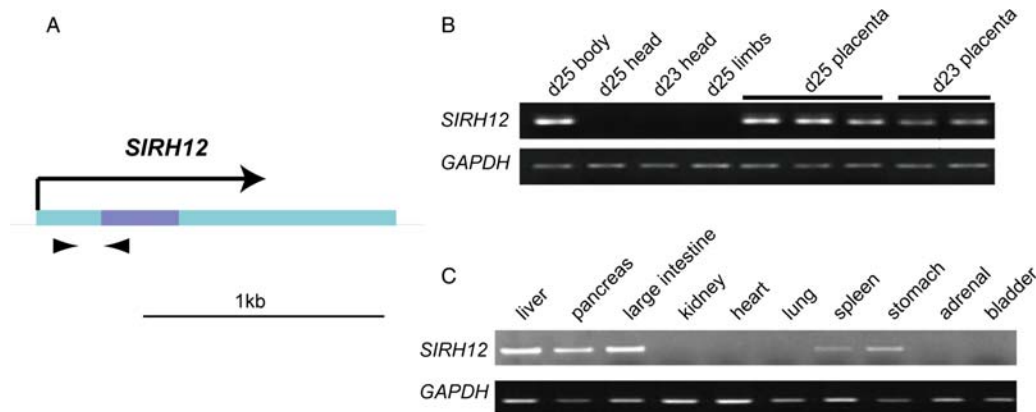 A
SIRH12
1kb
B
d25 body
d25 head
d23 head
d25 limbs
d25 placenta
d23 placenta
SIRH12
GAPDH
C
liver
pancreas
large intestine
kidney
heart
lung
spleen
stomach
adrenal
bladder
SIRH12
GAPDH